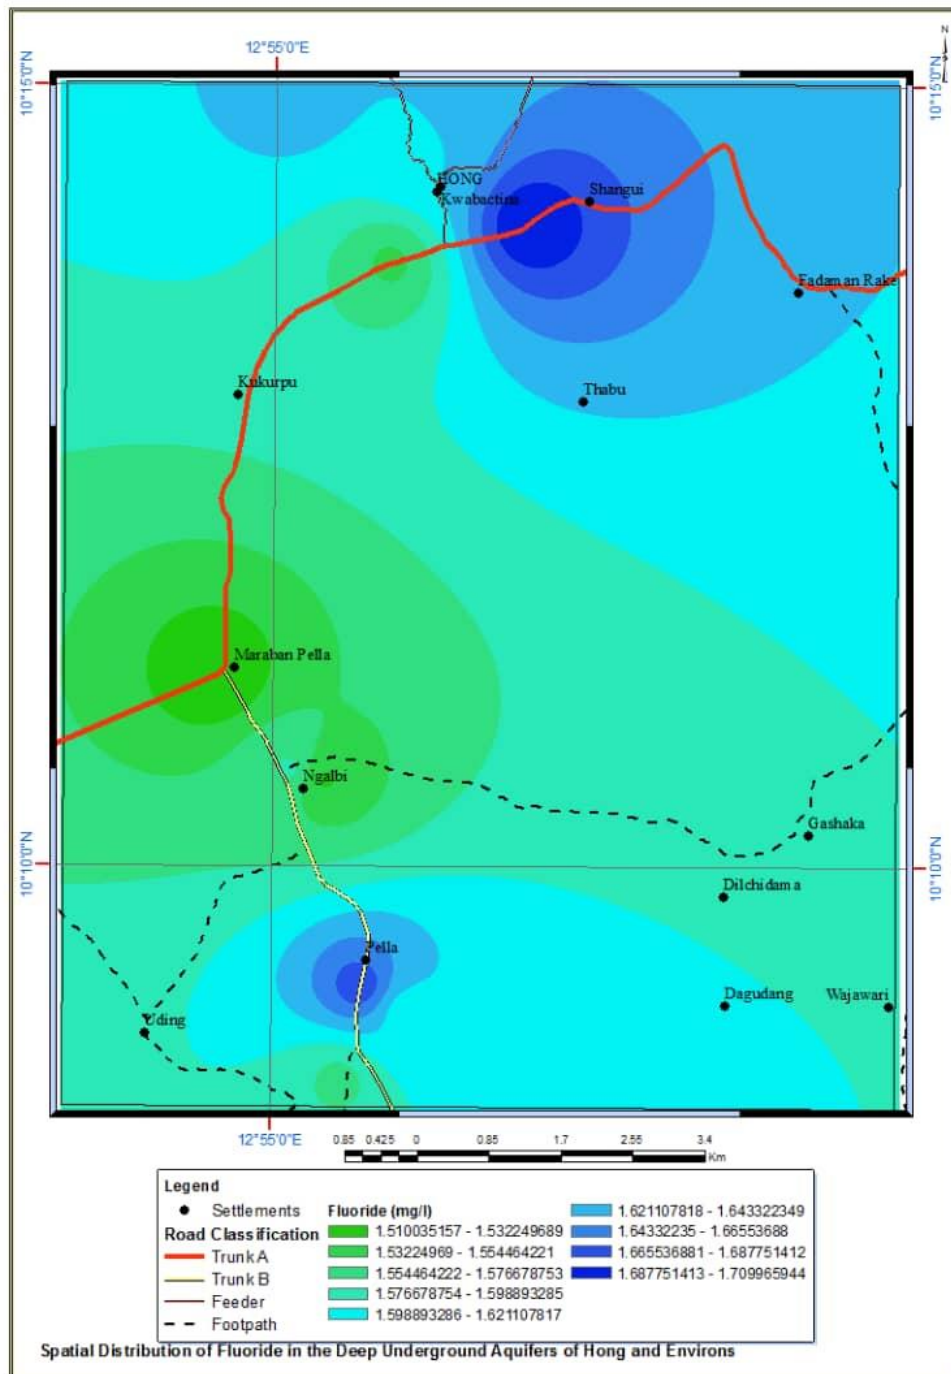 N
12°55'0"E
10°15'0"N
10°15'0"N
HONG
Kwabactina
Shangui
Fadaman Rake
Kukurpu
Thabu
Maraban Pella
Ngalbi
Gashaka
10°10'0"N
10°10'0"N
Dilchidama
Pella
Dagudang
Wajawari
Uding
12°55'0"E
0.85 0.425 0 0.85 1.7 2.55 3.4
Km
Legend
Settlements
Road Classification
Trunk A
Trunk B
Feeder
Footpath
Fluoride (mg/l)
1.510035157 - 1.532249689
1.53224969 - 1.554464221
1.554464222 - 1.576678753
1.576678754 - 1.598893285
1.598893286 - 1.621107817
1.621107818 - 1.643322349
1.64332235 - 1.66553688
1.665536881 - 1.687751412
1.687751413 - 1.709965944
Spatial Distribution of Fluoride in the Deep Underground Aquifers of Hong and Environs